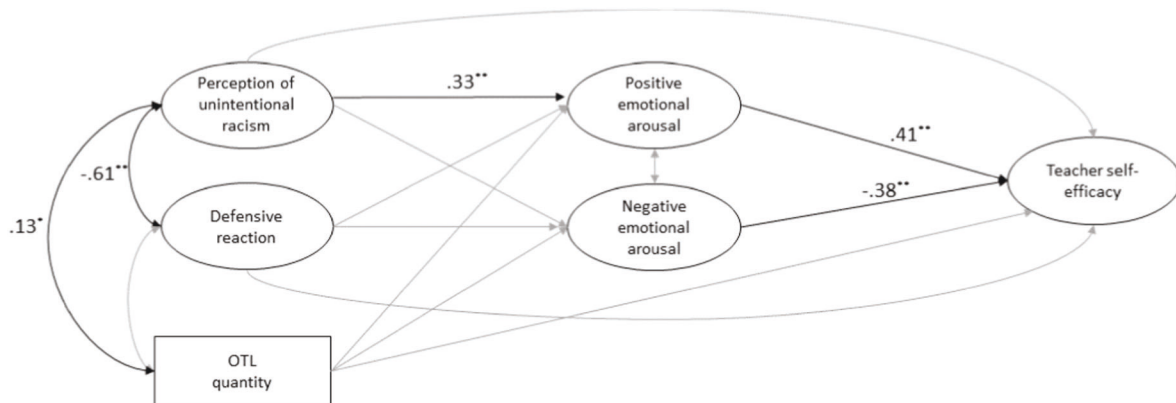 Perception of
unintentional
racism
.33**
Positive
emotional
arousal
.41**
-.61**
Teacher self-
efficacy
-.38**
.13*
Defensive
reaction
Negative
emotional
arousal
OTL
quantity